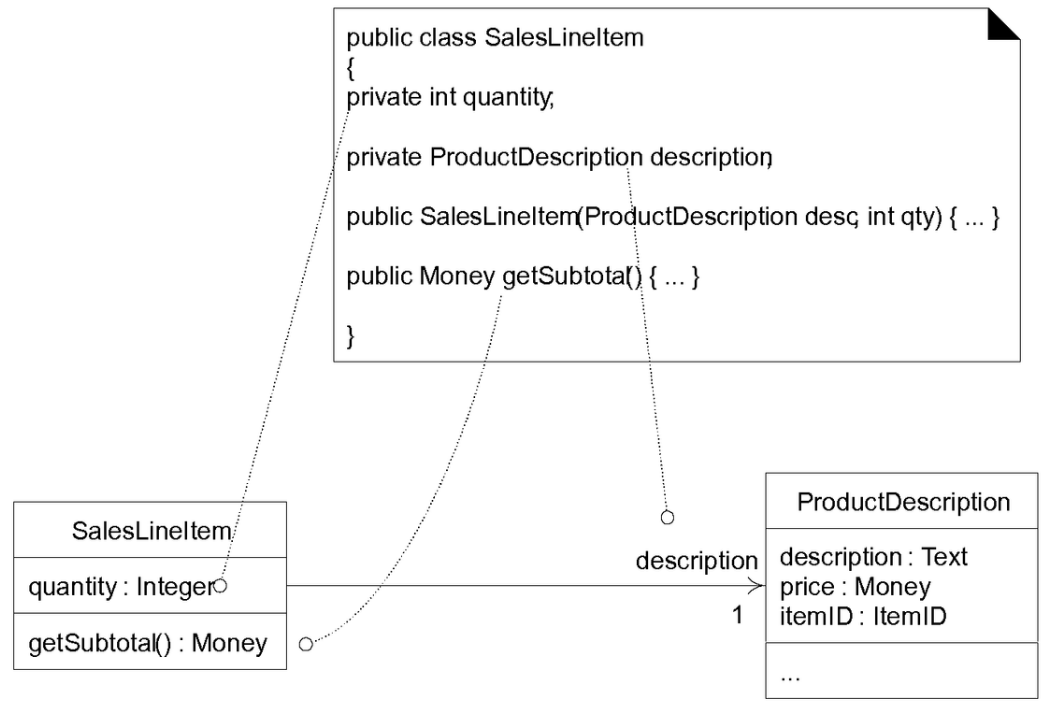 public class SalesLineItem
{
private int quantity;
private ProductDescription description;
public SalesLineItem(ProductDescription desc, int qty) { ... }
public Money getSubtotal() { ... }
}
SalesLineItem
quantity : Integer
getSubtotal() : Money
description
1
ProductDescription
description : Text
price : Money
itemID : ItemID
...